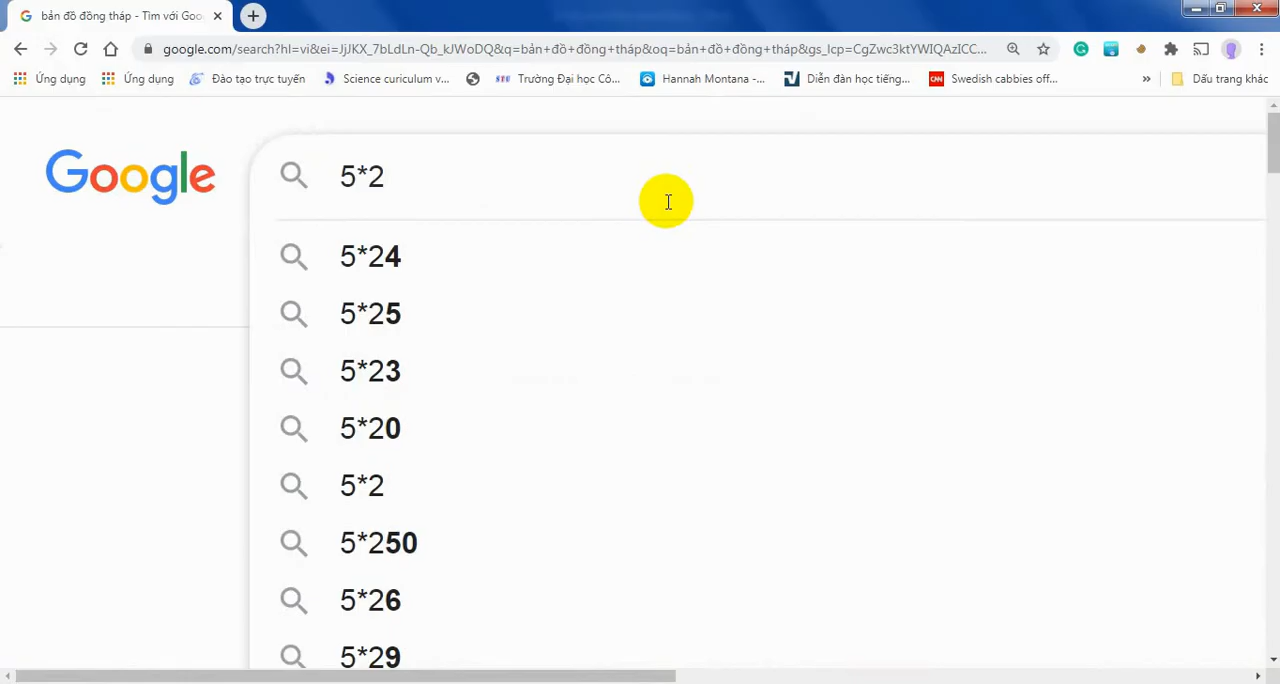 bản đồ đồng tháp - Tìm với Goo
google.com/search?hl=vi&ei=JjJKX_7bLdLn-Qb_kJWoDQ&q=bản+đồ+đồng+tháp&oq=bản+đồ+đồng+tháp&gs_lcp=CgZwc3ktYWIQAzICC...
Ứng dụng Ứng dụng Đào tạo trực tuyến Science curiculum v... Trường Đại học Cô... Hannah Montana -... Diễn đàn học tiếng... CNN Swedish cabbies off... » Dấu trang khác
Google
5*2
5*24
5*25
5*23
5*20
5*2
5*250
5*26
5*29